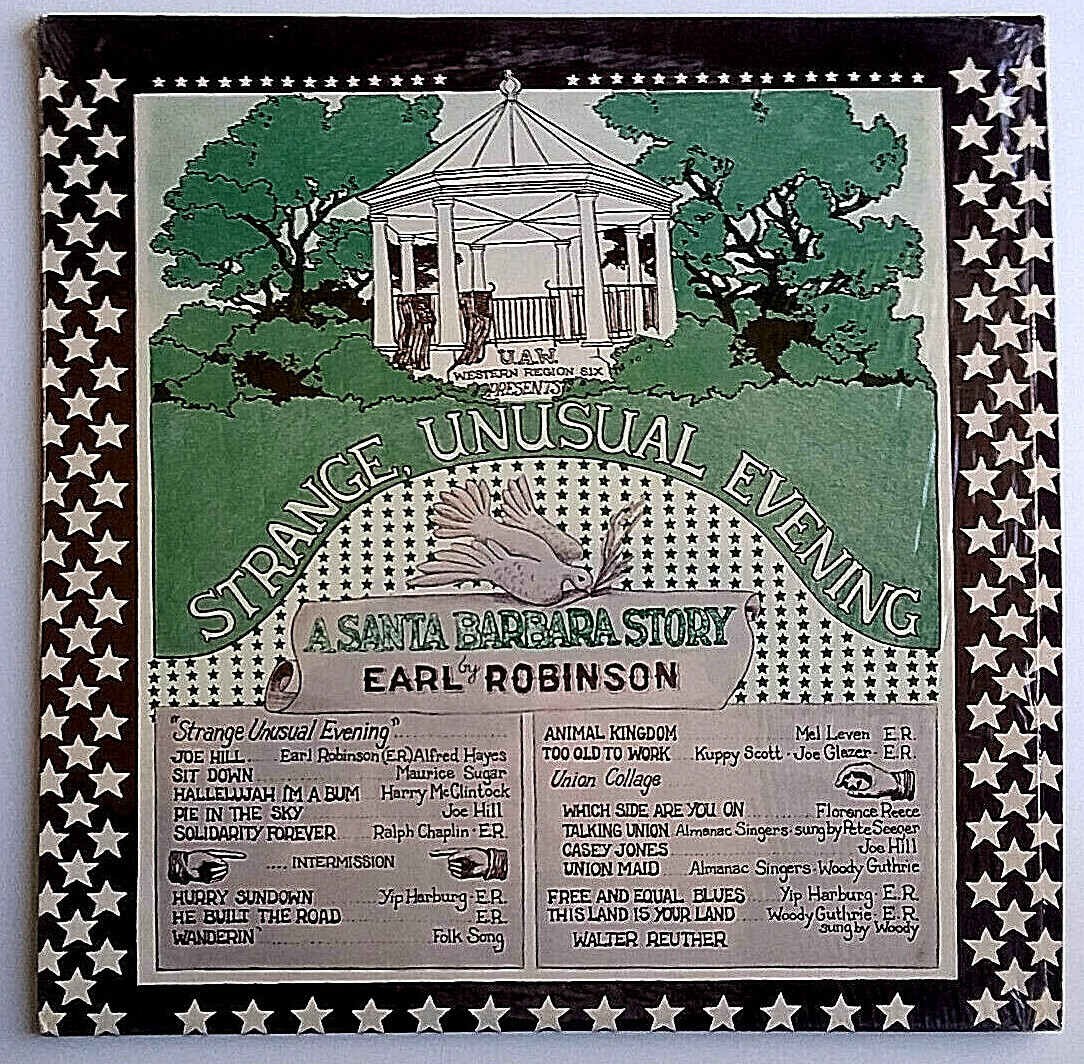 U.A.W.
WESTERN REGION SIX
PRESENTS
STRANGE, UNUSUAL EVENING
A SANTA BARBARA STORY
by
EARL ROBINSON
"Strange Unusual Evening"
JOE HILL Earl Robinson (E.R.) Alfred Hayes
SIT DOWN Maurice Sugar
HALLELUJAH I'M A BUM Harry McClintock
PIE IN THE SKY Joe Hill
SOLIDARITY FOREVER Ralph Chaplin · E.R.
.... INTERMISSION
HURRY SUNDOWN Yip Harburg · E.R.
HE BUILT THE ROAD E.R.
WANDERIN' Folk Song
ANIMAL KINGDOM Mel Leven E.R.
TOO OLD TO WORK Kuppy Scott · Joe Glazer · E.R.
Union Collage
WHICH SIDE ARE YOU ON Florence Reece
TALKING UNION Almanac Singers · sung by Pete Seeger
CASEY JONES Joe Hill
UNION MAID Almanac Singers · Woody Guthrie
FREE AND EQUAL BLUES Yip Harburg · E.R.
THIS LAND IS YOUR LAND Woody Guthrie · E.R.
sung by Woody
WALTER REUTHER